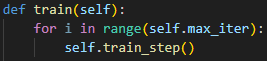 def train(self):
    for i in range(self.max_iter):
        self.train_step()